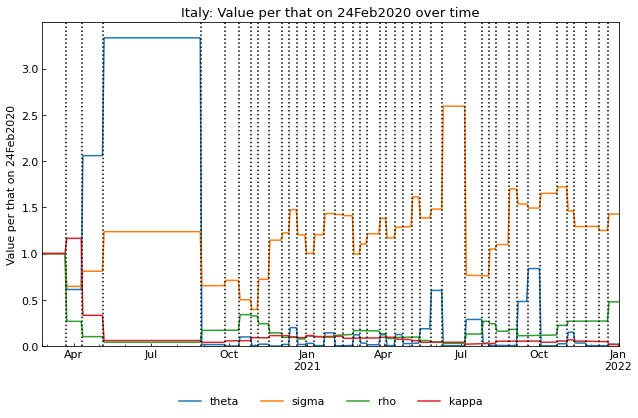 Italy: Value per that on 24Feb2020 over time
Value per that on 24Feb2020
3.0
2.5
2.0
1.5
1.0
0.5
0.0
Apr
Jul
Oct
Jan
2021
Apr
Jul
Oct
Jan
2022
theta
sigma
rho
kappa